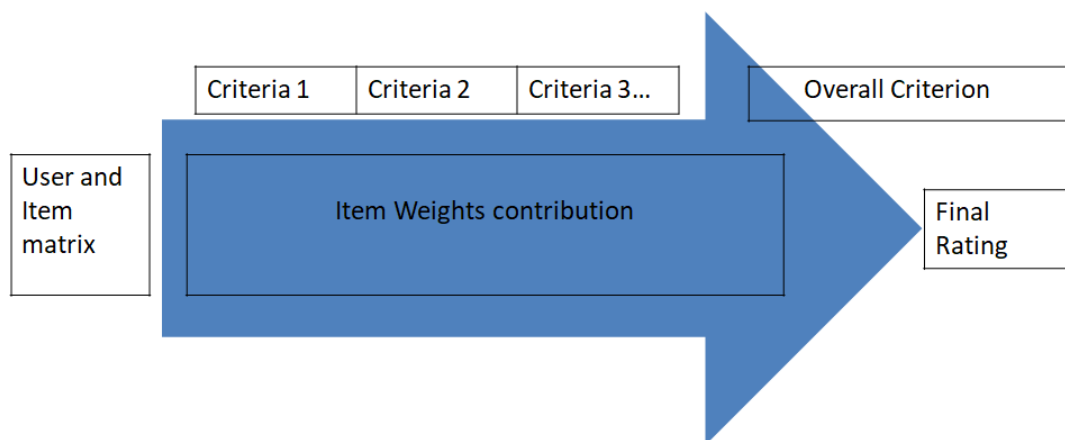 Criteria 1 Criteria 2 Criteria 3... Overall Criterion
User and
Item
matrix
Item Weights contribution
Final
Rating